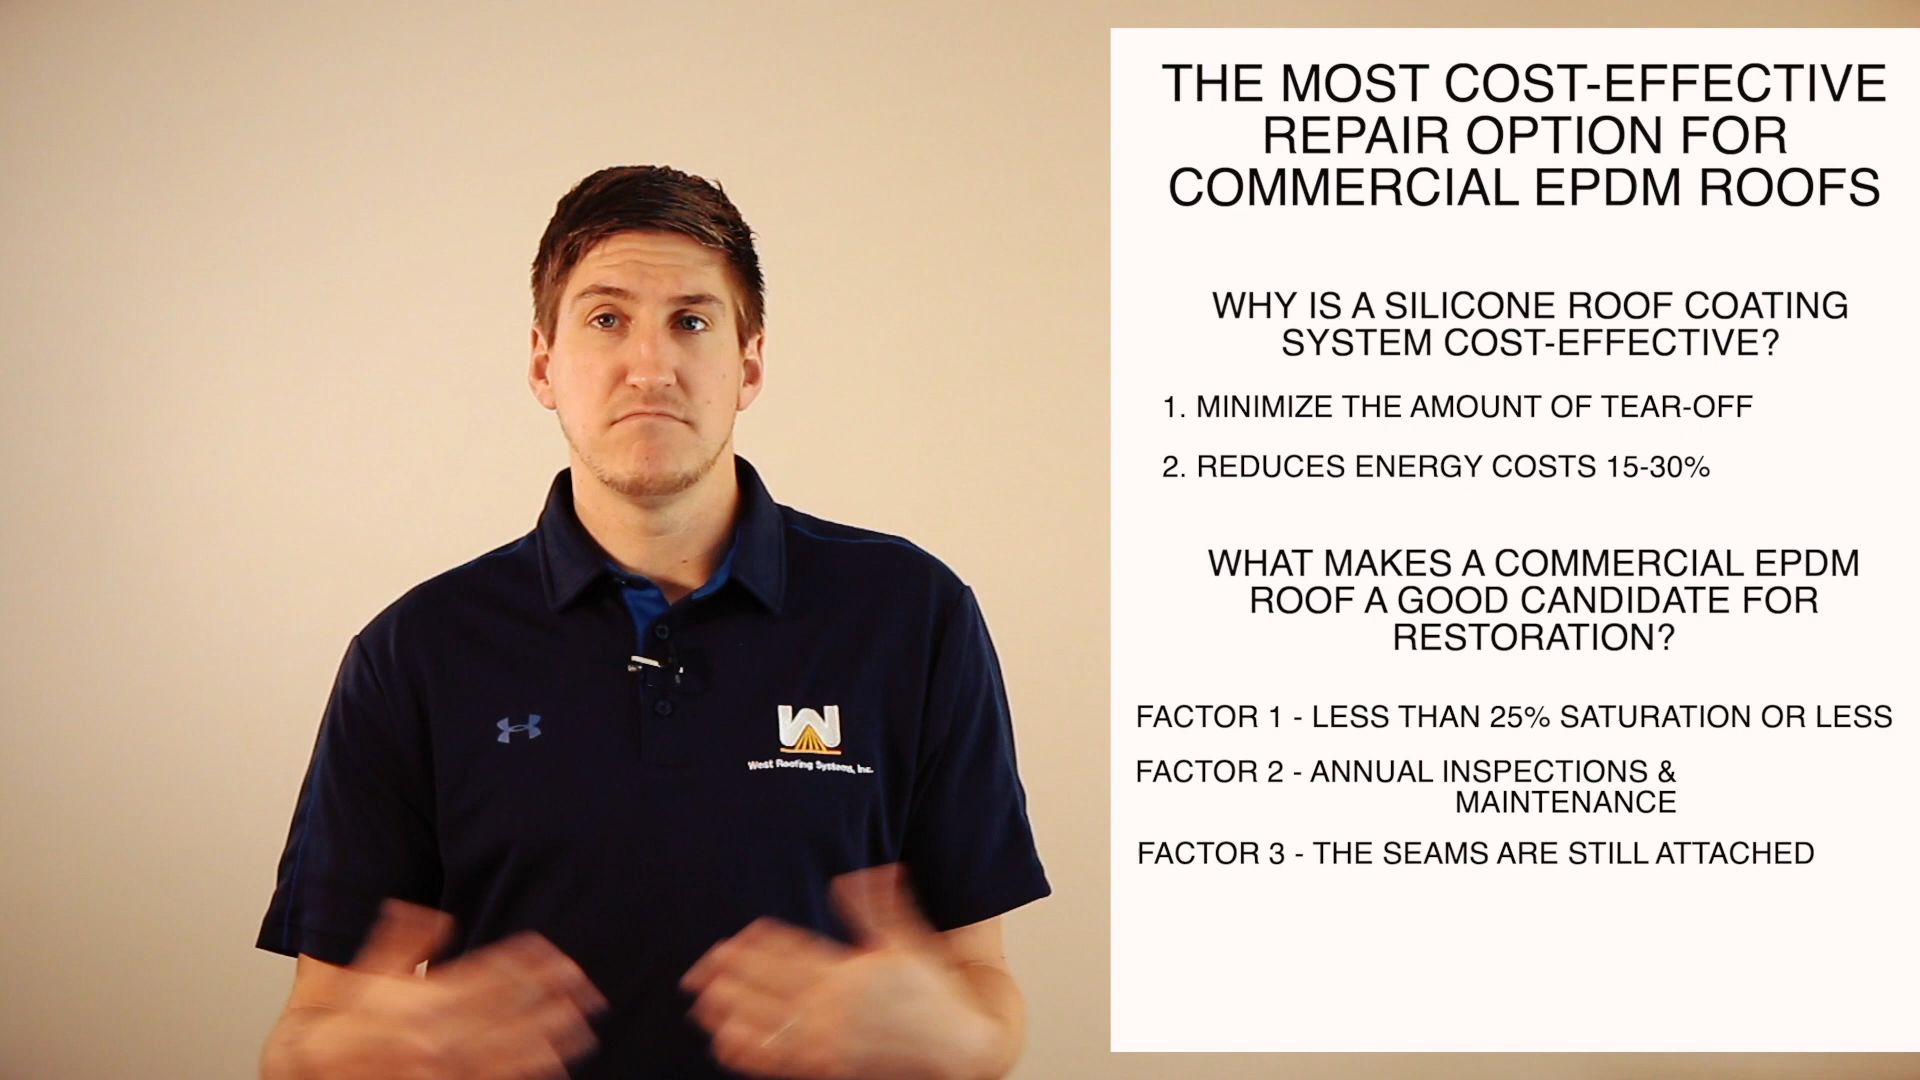 THE MOST COST-EFFECTIVE
REPAIR OPTION FOR
COMMERCIAL EPDM ROOFS
WHY IS A SILICONE ROOF COATING
SYSTEM COST-EFFECTIVE?
1. MINIMIZE THE AMOUNT OF TEAR-OFF
2. REDUCES ENERGY COSTS 15-30%
WHAT MAKES A COMMERCIAL EPDM
ROOF A GOOD CANDIDATE FOR
RESTORATION?
FACTOR 1 - LESS THAN 25% SATURATION OR LESS
FACTOR 2 - ANNUAL INSPECTIONS &
MAINTENANCE
FACTOR 3 - THE SEAMS ARE STILL ATTACHED
W
West Roofing Systems, Inc.